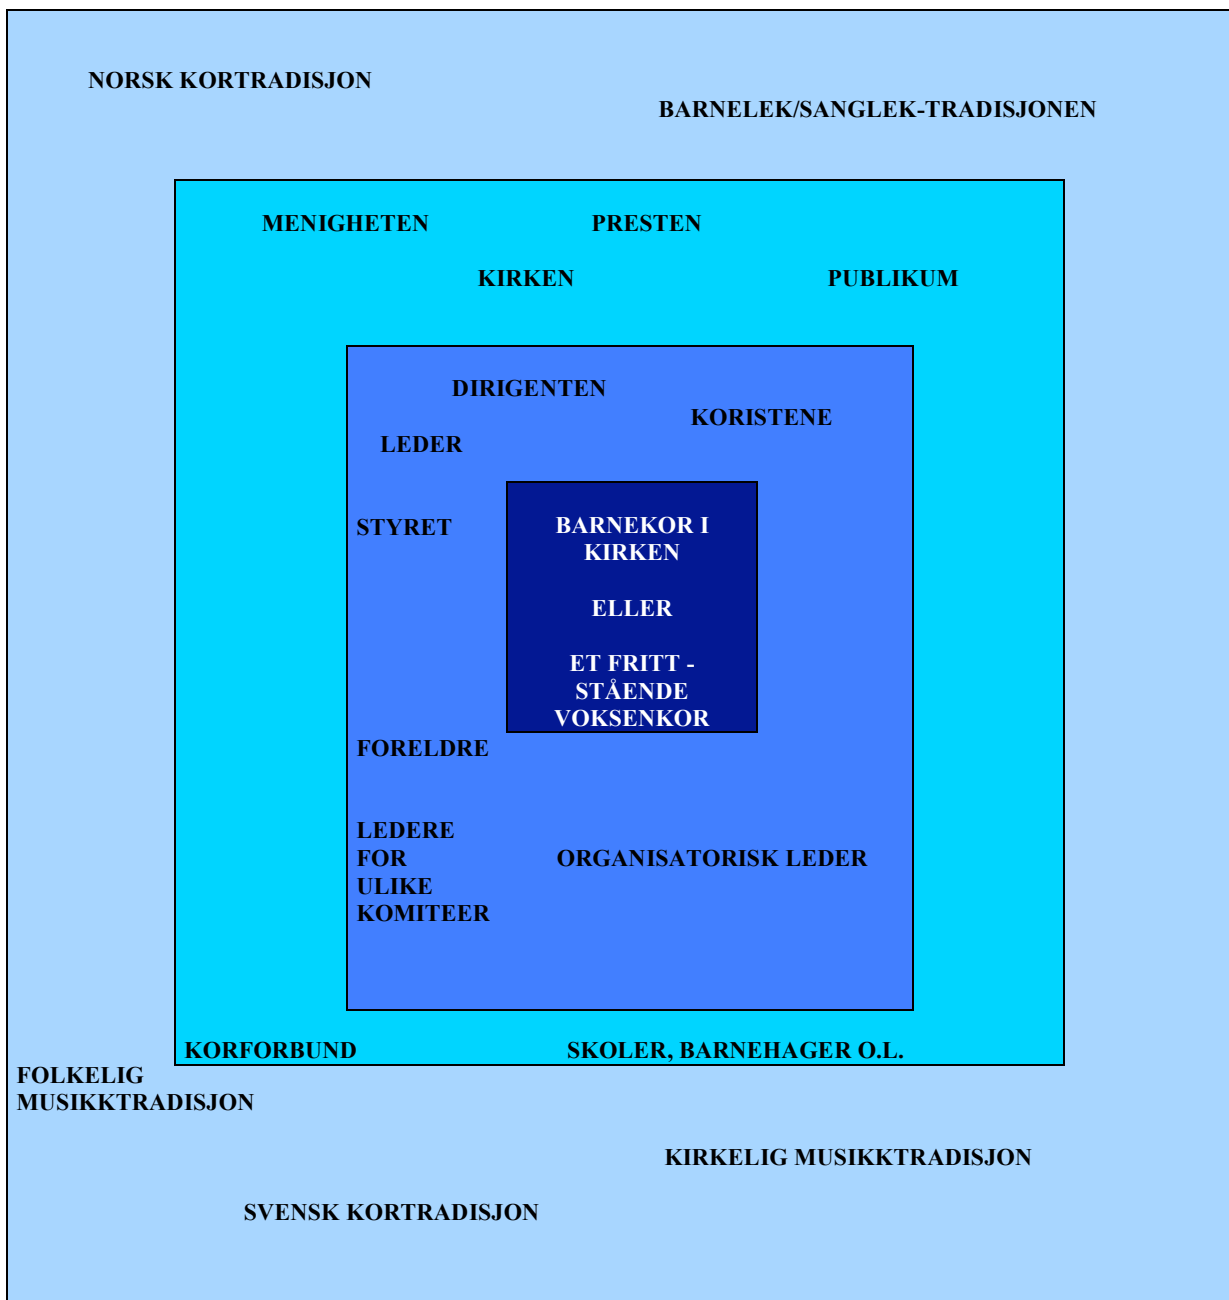 NORSK KORTRADISJON
BARNELEK/SANGLEK-TRADISJONEN
MENIGHETEN PRESTEN
KIRKEN PUBLIKUM
DIRIGENTEN
KORISTENE
LEDER
STYRET
BARNEKOR I
KIRKEN
ELLER
ET FRITT -
STÅENDE
VOKSENKOR
FORELDRE
LEDERE
FOR
ULIKE
KOMITEER
ORGANISATORISK LEDER
KORFORBUND SKOLER, BARNEHAGER O.L.
FOLKELIG
MUSIKKTRADISJON
KIRKELIG MUSIKKTRADISJON
SVENSK KORTRADISJON